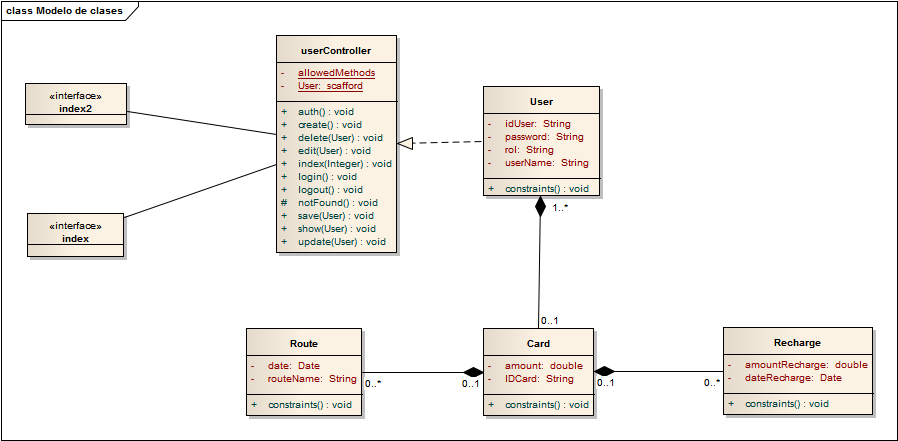 class Modelo de clases
«interface»
index2
«interface»
index
userController
- allowedMethods
- User: scafford
+ auth() : void
+ create() : void
+ delete(User) : void
+ edit(User) : void
+ index(Integer) : void
+ login() : void
+ logout() : void
# notFound() : void
+ save(User) : void
+ show(User) : void
+ update(User) : void
User
- idUser: String
- password: String
- rol: String
- userName: String
+ constraints() : void
1..*
0..1
Route
- date: Date
- routeName: String
+ constraints() : void
0..*
0..1
Card
- amount: double
- IDCard: String
+ constraints() : void
0..1
0..*
Recharge
- amountRecharge: double
- dateRecharge: Date
+ constraints() : void